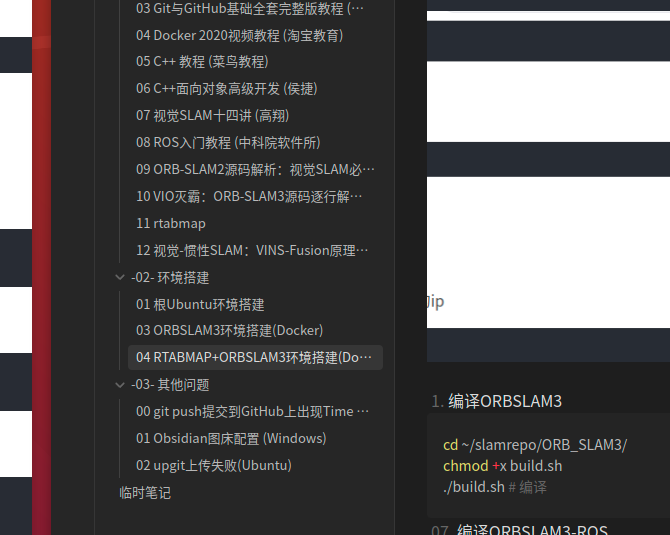 03 Git与GitHub基础全套完整版教程 (…
04 Docker 2020视频教程 (淘宝教育)
05 C++ 教程 (菜鸟教程)
06 C++面向对象高级开发 (侯捷)
07 视觉SLAM十四讲 (高翔)
08 ROS入门教程 (中科院软件所)
09 ORB-SLAM2源码解析：视觉SLAM必…
10 VIO灭霸：ORB-SLAM3源码逐行解…
11 rtabmap
12 视觉-惯性SLAM：VINS-Fusion原理…
-02- 环境搭建
01 根Ubuntu环境搭建
03 ORBSLAM3环境搭建(Docker)
04 RTABMAP+ORBSLAM3环境搭建(Do…
-03- 其他问题
00 git push提交到GitHub上出现Time …
01 Obsidian图床配置 (Windows)
02 upgit上传失败(Ubuntu)
临时笔记
ip
1. 编译ORBSLAM3
cd ~/slamrepo/ORB_SLAM3/
chmod +x build.sh
./build.sh # 编译
07. 编译ORBSLAM3-ROS